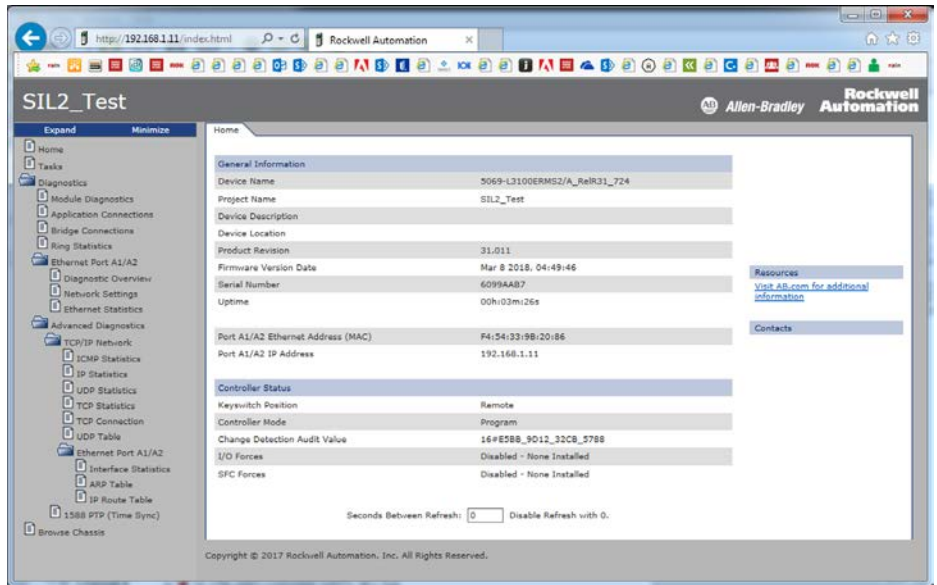 http://192.168.1.11/index.html
Rockwell Automation
SIL2_Test
Allen-Bradley
Rockwell Automation
Expand Minimize
Home
Tasks
Diagnostics
Module Diagnostics
Application Connections
Bridge Connections
Ring Statistics
Ethernet Port A1/A2
Diagnostic Overview
Network Settings
Ethernet Statistics
Advanced Diagnostics
TCP/IP Network
ICMP Statistics
IP Statistics
UDP Statistics
TCP Statistics
TCP Connection
UDP Table
Ethernet Port A1/A2
Interface Statistics
ARP Table
IP Route Table
1588 PTP (Time Sync)
Browse Chassis
Home
General Information
Device Name 5069-L3100ERMS2/A_RelR31_724
Project Name SIL2_Test
Device Description
Device Location
Product Revision 31.011
Firmware Version Date Mar 8 2018, 04:49:46
Serial Number 6099AAB7
Uptime 00h:03m:26s
Port A1/A2 Ethernet Address (MAC) F4:54:33:9B:20:86
Port A1/A2 IP Address 192.168.1.11
Controller Status
Keyswitch Position Remote
Controller Mode Program
Change Detection Audit Value 16#E5BB_9D12_32CB_57BB
I/O Forces Disabled - None Installed
SFC Forces Disabled - None Installed
Seconds Between Refresh: 0 Disable Refresh with 0.
Resources
Visit AB.com for additional
information
Contacts
Copyright © 2017 Rockwell Automation, Inc. All Rights Reserved.